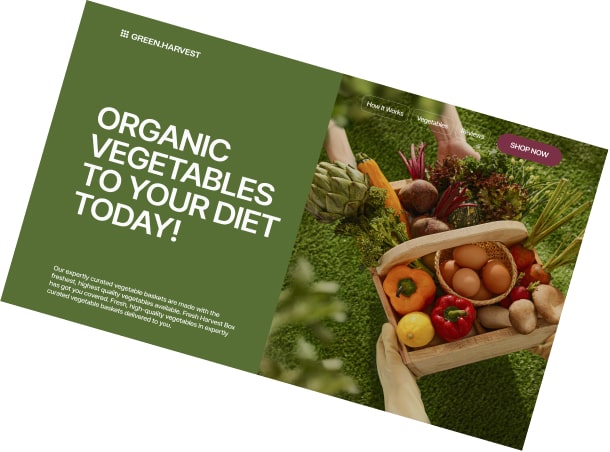 GREEN.HARVEST
How It Works
Vegetables
Reviews
SHOP NOW
ORGANIC
VEGETABLES
TO YOUR DIET
TODAY!
Our expertly curated vegetable baskets are made with the
freshest, highest quality vegetables available. Fresh Harvest Box
has got you covered. Fresh, high-quality vegetables in expertly
curated vegetable baskets delivered to you.